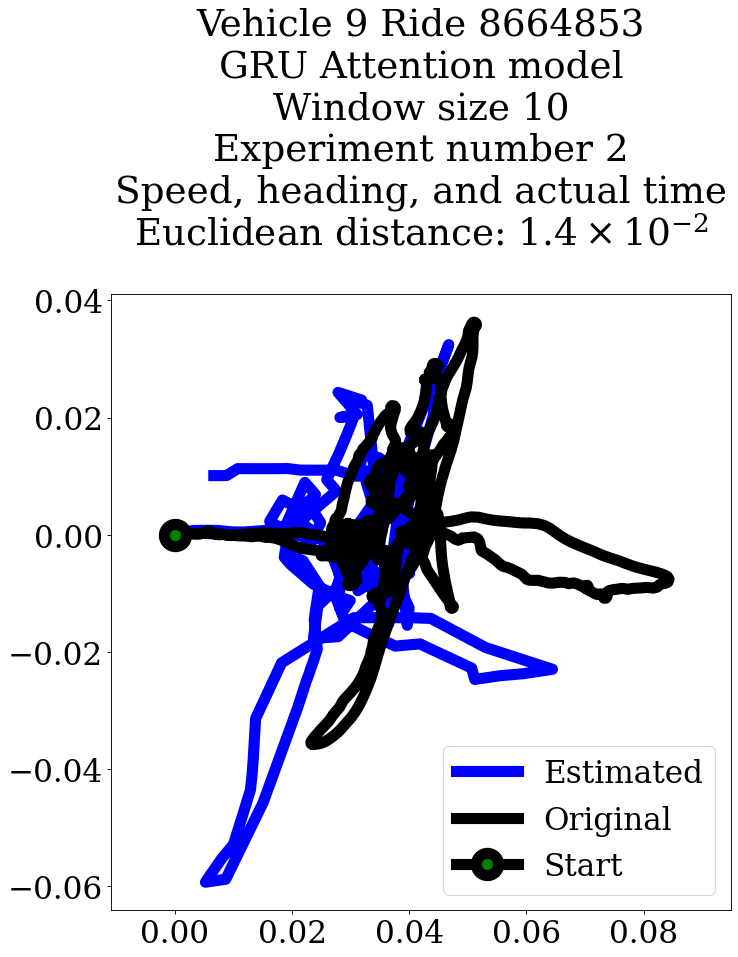 Vehicle 9 Ride 8664853
GRU Attention model
Window size 10
Experiment number 2
Speed, heading, and actual time
Euclidean distance: 1.4 × 10⁻²
0.04
0.02
0.00
−0.02
−0.04
−0.06
Estimated
Original
Start
0.00 0.02 0.04 0.06 0.08